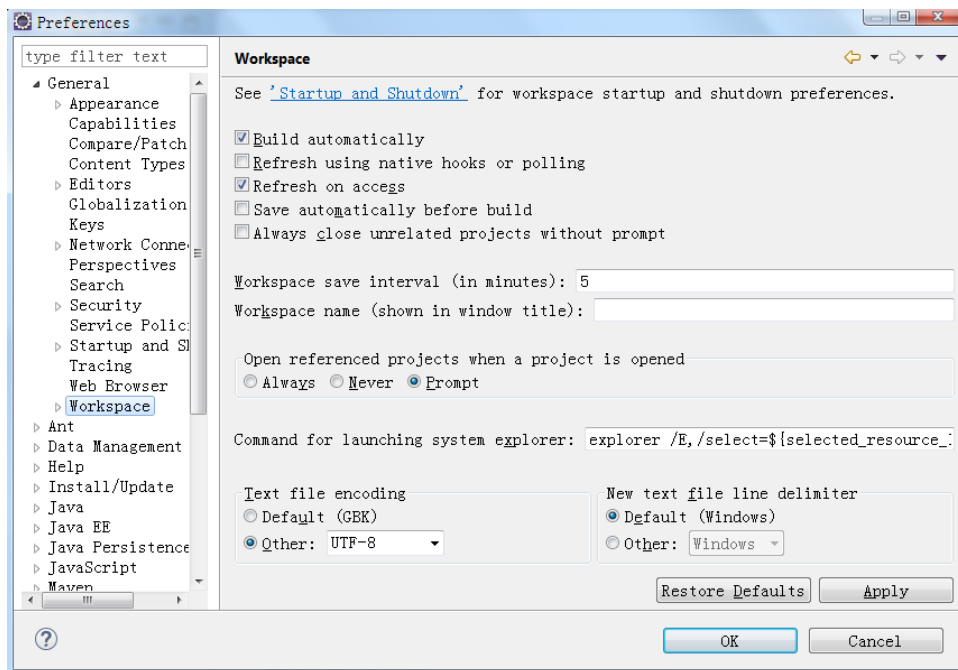 Preferences
type filter text
General
Appearance
Capabilities
Compare/Patch
Content Types
Editors
Globalization
Keys
Network Conne
Perspectives
Search
Security
Service Polic
Startup and Sh
Tracing
Web Browser
Workspace
Ant
Data Management
Help
Install/Update
Java
Java EE
Java Persistence
JavaScript
Maven
Workspace
See 'Startup and Shutdown' for workspace startup and shutdown preferences.
Build automatically
Refresh using native hooks or polling
Refresh on access
Save automatically before build
Always close unrelated projects without prompt
Workspace save interval (in minutes): 5
Workspace name (shown in window title):
Open referenced projects when a project is opened
Always Never Prompt
Command for launching system explorer: explorer /E,/select=${selected_resource_
Text file encoding
Default (GBK)
Other: UTF-8
New text file line delimiter
Default (Windows)
Other: Windows
Restore Defaults Apply
OK Cancel